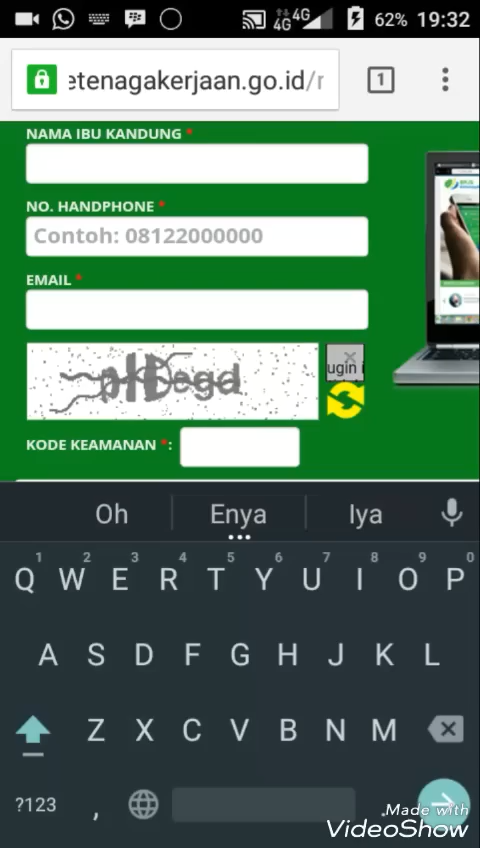 4G 4G 62% 19:32
etenagakerjaan.go.id/r
1
NAMA IBU KANDUNG *
NO. HANDPHONE *
Contoh: 08122000000
EMAIL *
ugin i
KODE KEAMANAN *:
Oh Enya Iya
1 2 3 4 5 6 7 8 9 0
Q W E R T Y U I O P
A S D F G H J K L
Z X C V B N M
?123 , .
Made with
VideoShow